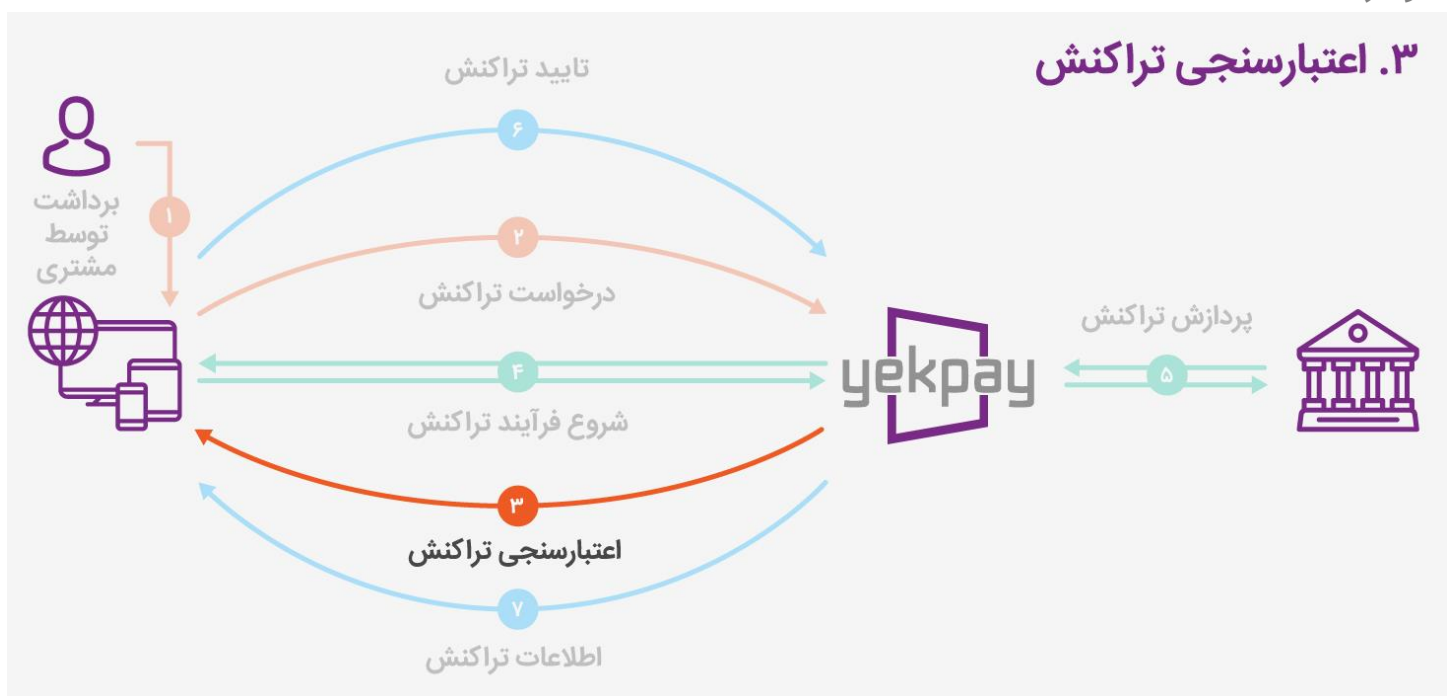 ۳. اعتبارسنجی تراکنش
تایید تراکنش
۶
برداشت
توسط
مشتری
۱
۲
درخواست تراکنش
پردازش تراکنش
yekpay
۴
۵
شروع فرآیند تراکنش
۳
اعتبارسنجی تراکنش
۷
اطلاعات تراکنش